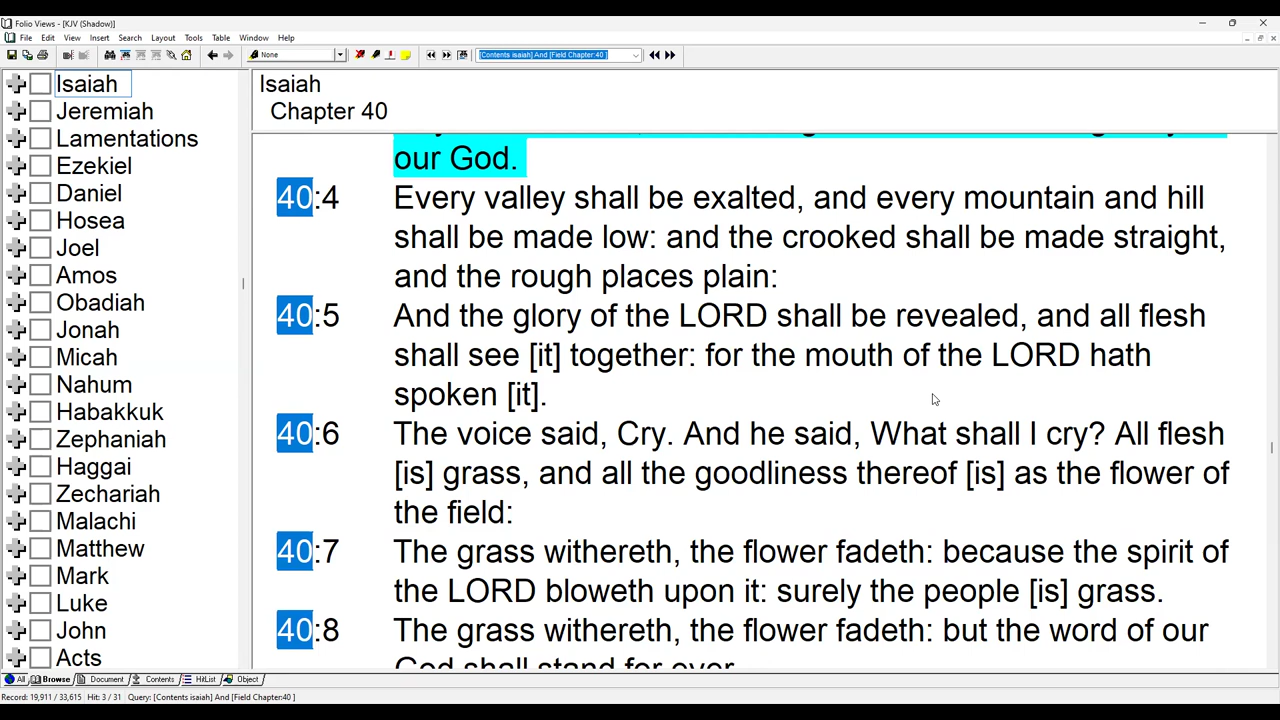 Folio Views - [KJV (Shadow)]
File Edit View Insert Search Layout Tools Table Window Help
None [Contents isaiah] And [Field Chapter:40 ]
Isaiah
Jeremiah
Lamentations
Ezekiel
Daniel
Hosea
Joel
Amos
Obadiah
Jonah
Micah
Nahum
Habakkuk
Zephaniah
Haggai
Zechariah
Malachi
Matthew
Mark
Luke
John
Acts
Isaiah
Chapter 40
our God.
40:4 Every valley shall be exalted, and every mountain and hill
shall be made low: and the crooked shall be made straight,
and the rough places plain:
40:5 And the glory of the LORD shall be revealed, and all flesh
shall see [it] together: for the mouth of the LORD hath
spoken [it].
40:6 The voice said, Cry. And he said, What shall I cry? All flesh
[is] grass, and all the goodliness thereof [is] as the flower of
the field:
40:7 The grass withereth, the flower fadeth: because the spirit of
the LORD bloweth upon it: surely the people [is] grass.
40:8 The grass withereth, the flower fadeth: but the word of our
God shall stand for ever
All Browse Document Contents HitList Object
Record: 19,911 / 33,615 Hit: 3 / 31 Query: [Contents isaiah] And [Field Chapter:40 ]